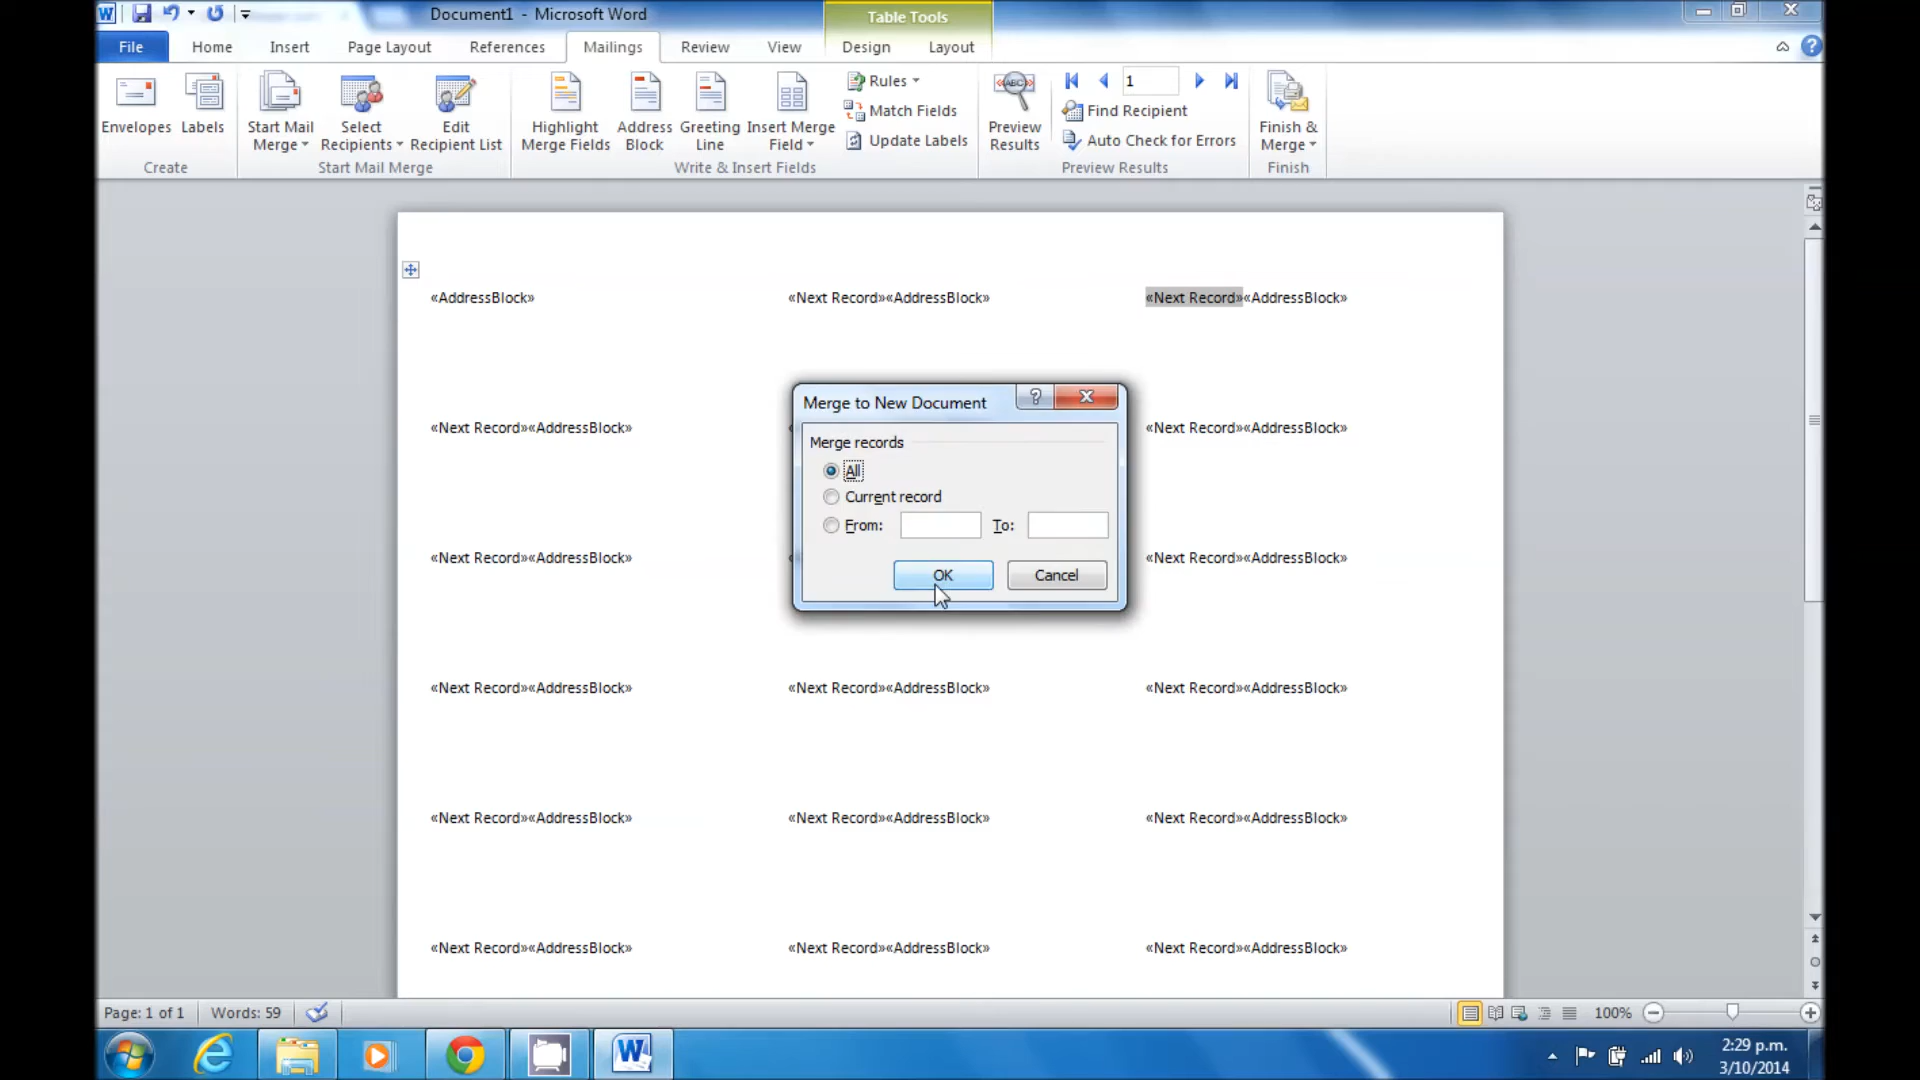 Document1 - Microsoft Word
Table Tools
File Home Insert Page Layout References Mailings Review View Design Layout
Envelopes Labels
Create
Start Mail Merge
Select Recipients
Edit Recipient List
Start Mail Merge
Highlight Merge Fields
Address Block
Greeting Line
Insert Merge Field
Rules
Match Fields
Update Labels
Write & Insert Fields
Preview Results
1
Find Recipient
Auto Check for Errors
Preview Results
Finish & Merge
Finish
«AddressBlock» «Next Record»«AddressBlock» «Next Record»«AddressBlock»
«Next Record»«AddressBlock» «Next Record»«AddressBlock»
Merge to New Document
Merge records
All
Current record
From: To:
OK Cancel
«Next Record»«AddressBlock» «Next Record»«AddressBlock»
«Next Record»«AddressBlock» «Next Record»«AddressBlock» «Next Record»«AddressBlock»
«Next Record»«AddressBlock» «Next Record»«AddressBlock» «Next Record»«AddressBlock»
«Next Record»«AddressBlock» «Next Record»«AddressBlock» «Next Record»«AddressBlock»
Page: 1 of 1 Words: 59 100%
2:29 p.m.
3/10/2014